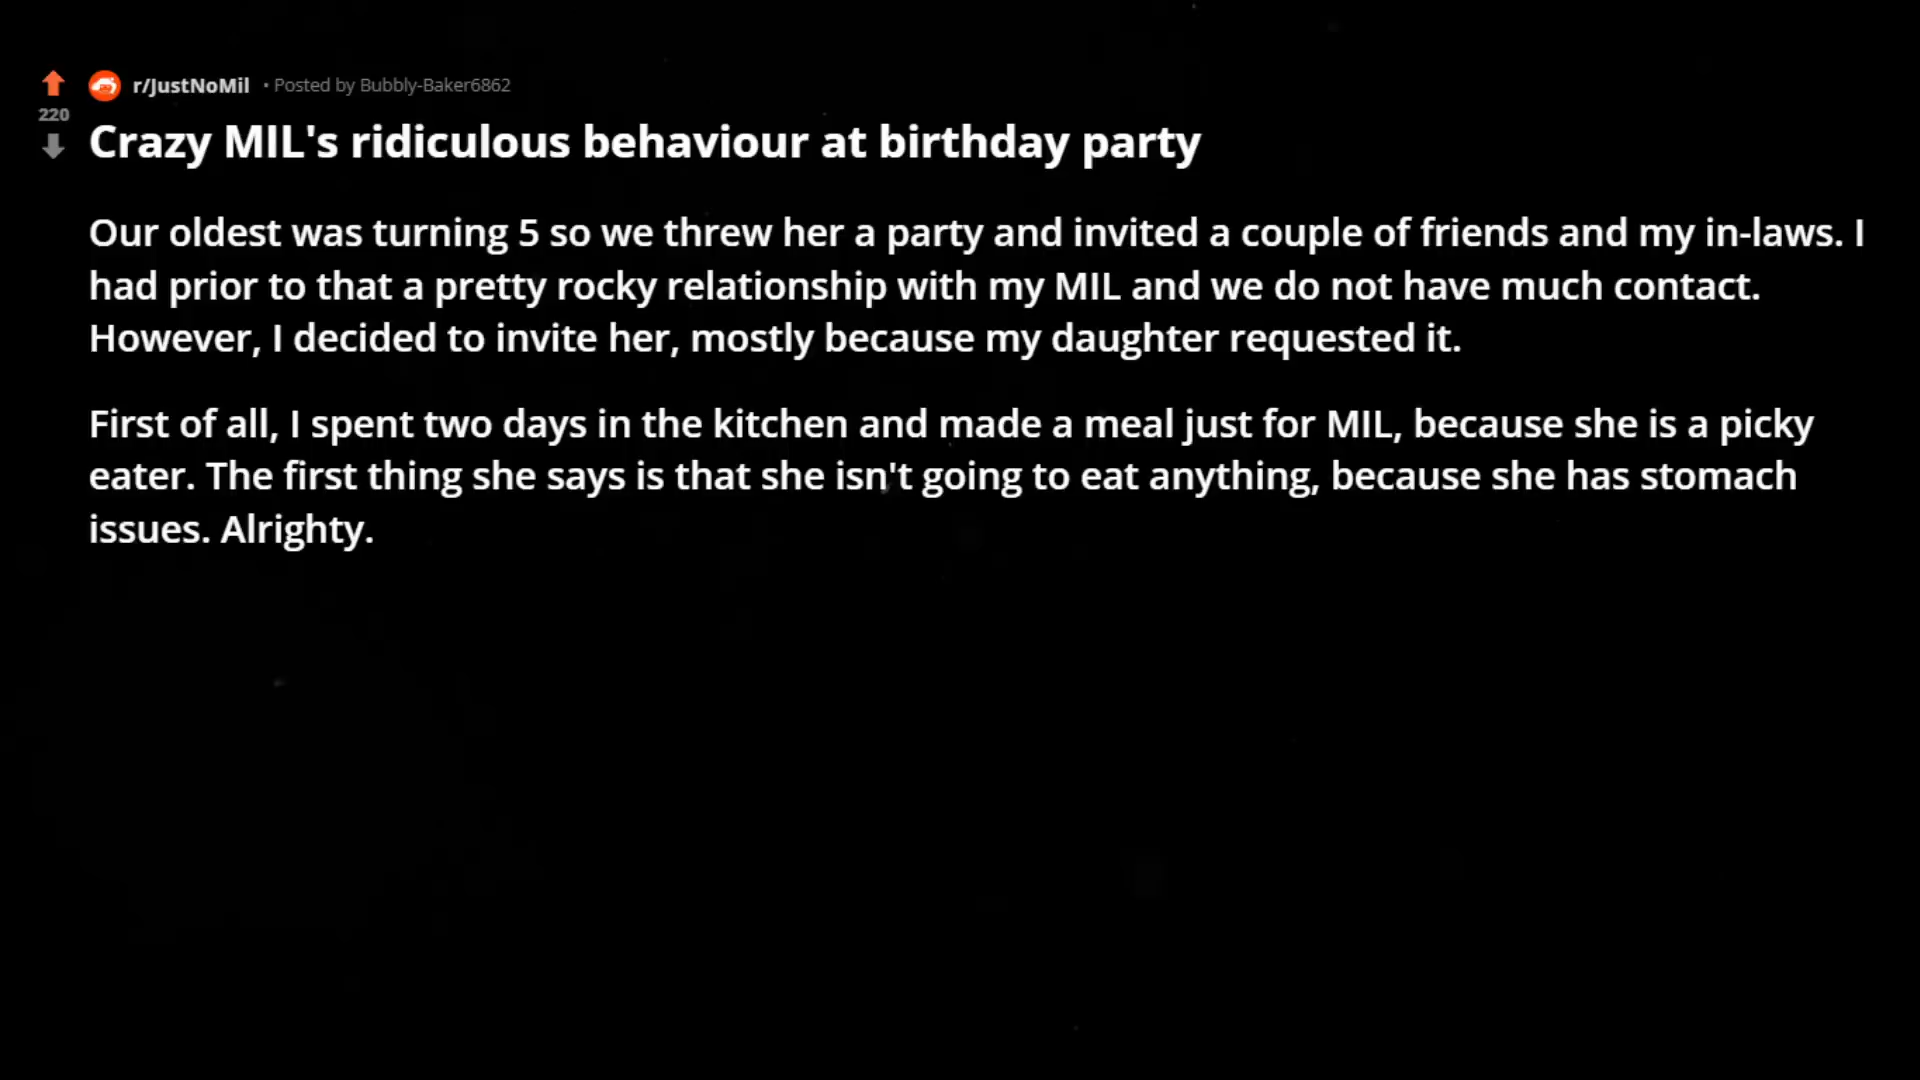 r/JustNoMil • Posted by Bubbly-Baker6862
220
Crazy MIL's ridiculous behaviour at birthday party
Our oldest was turning 5 so we threw her a party and invited a couple of friends and my in-laws. I
had prior to that a pretty rocky relationship with my MIL and we do not have much contact.
However, I decided to invite her, mostly because my daughter requested it.
First of all, I spent two days in the kitchen and made a meal just for MIL, because she is a picky
eater. The first thing she says is that she isn't going to eat anything, because she has stomach
issues. Alrighty.